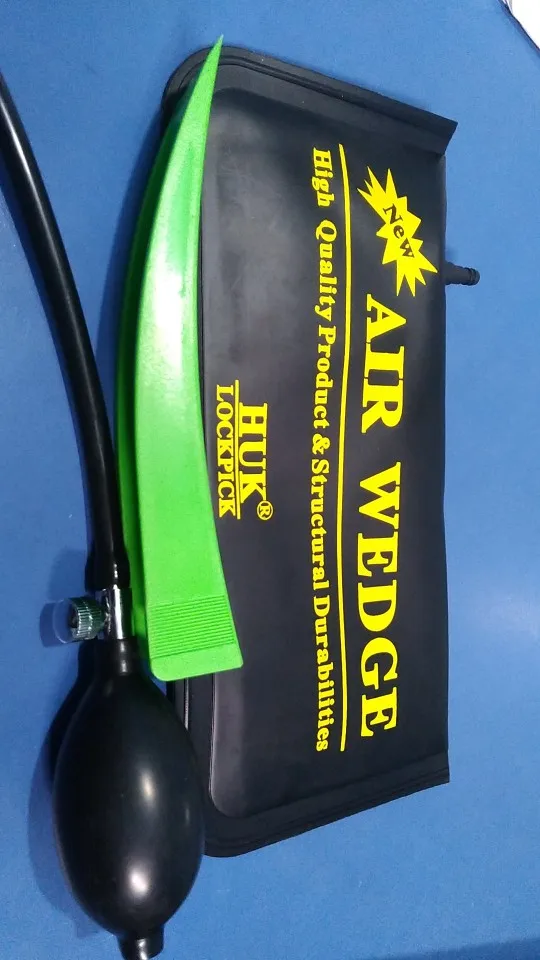 New
AIR WEDGE
High Quality Product & Structural Durabilities
HUK®
LOCKPICK